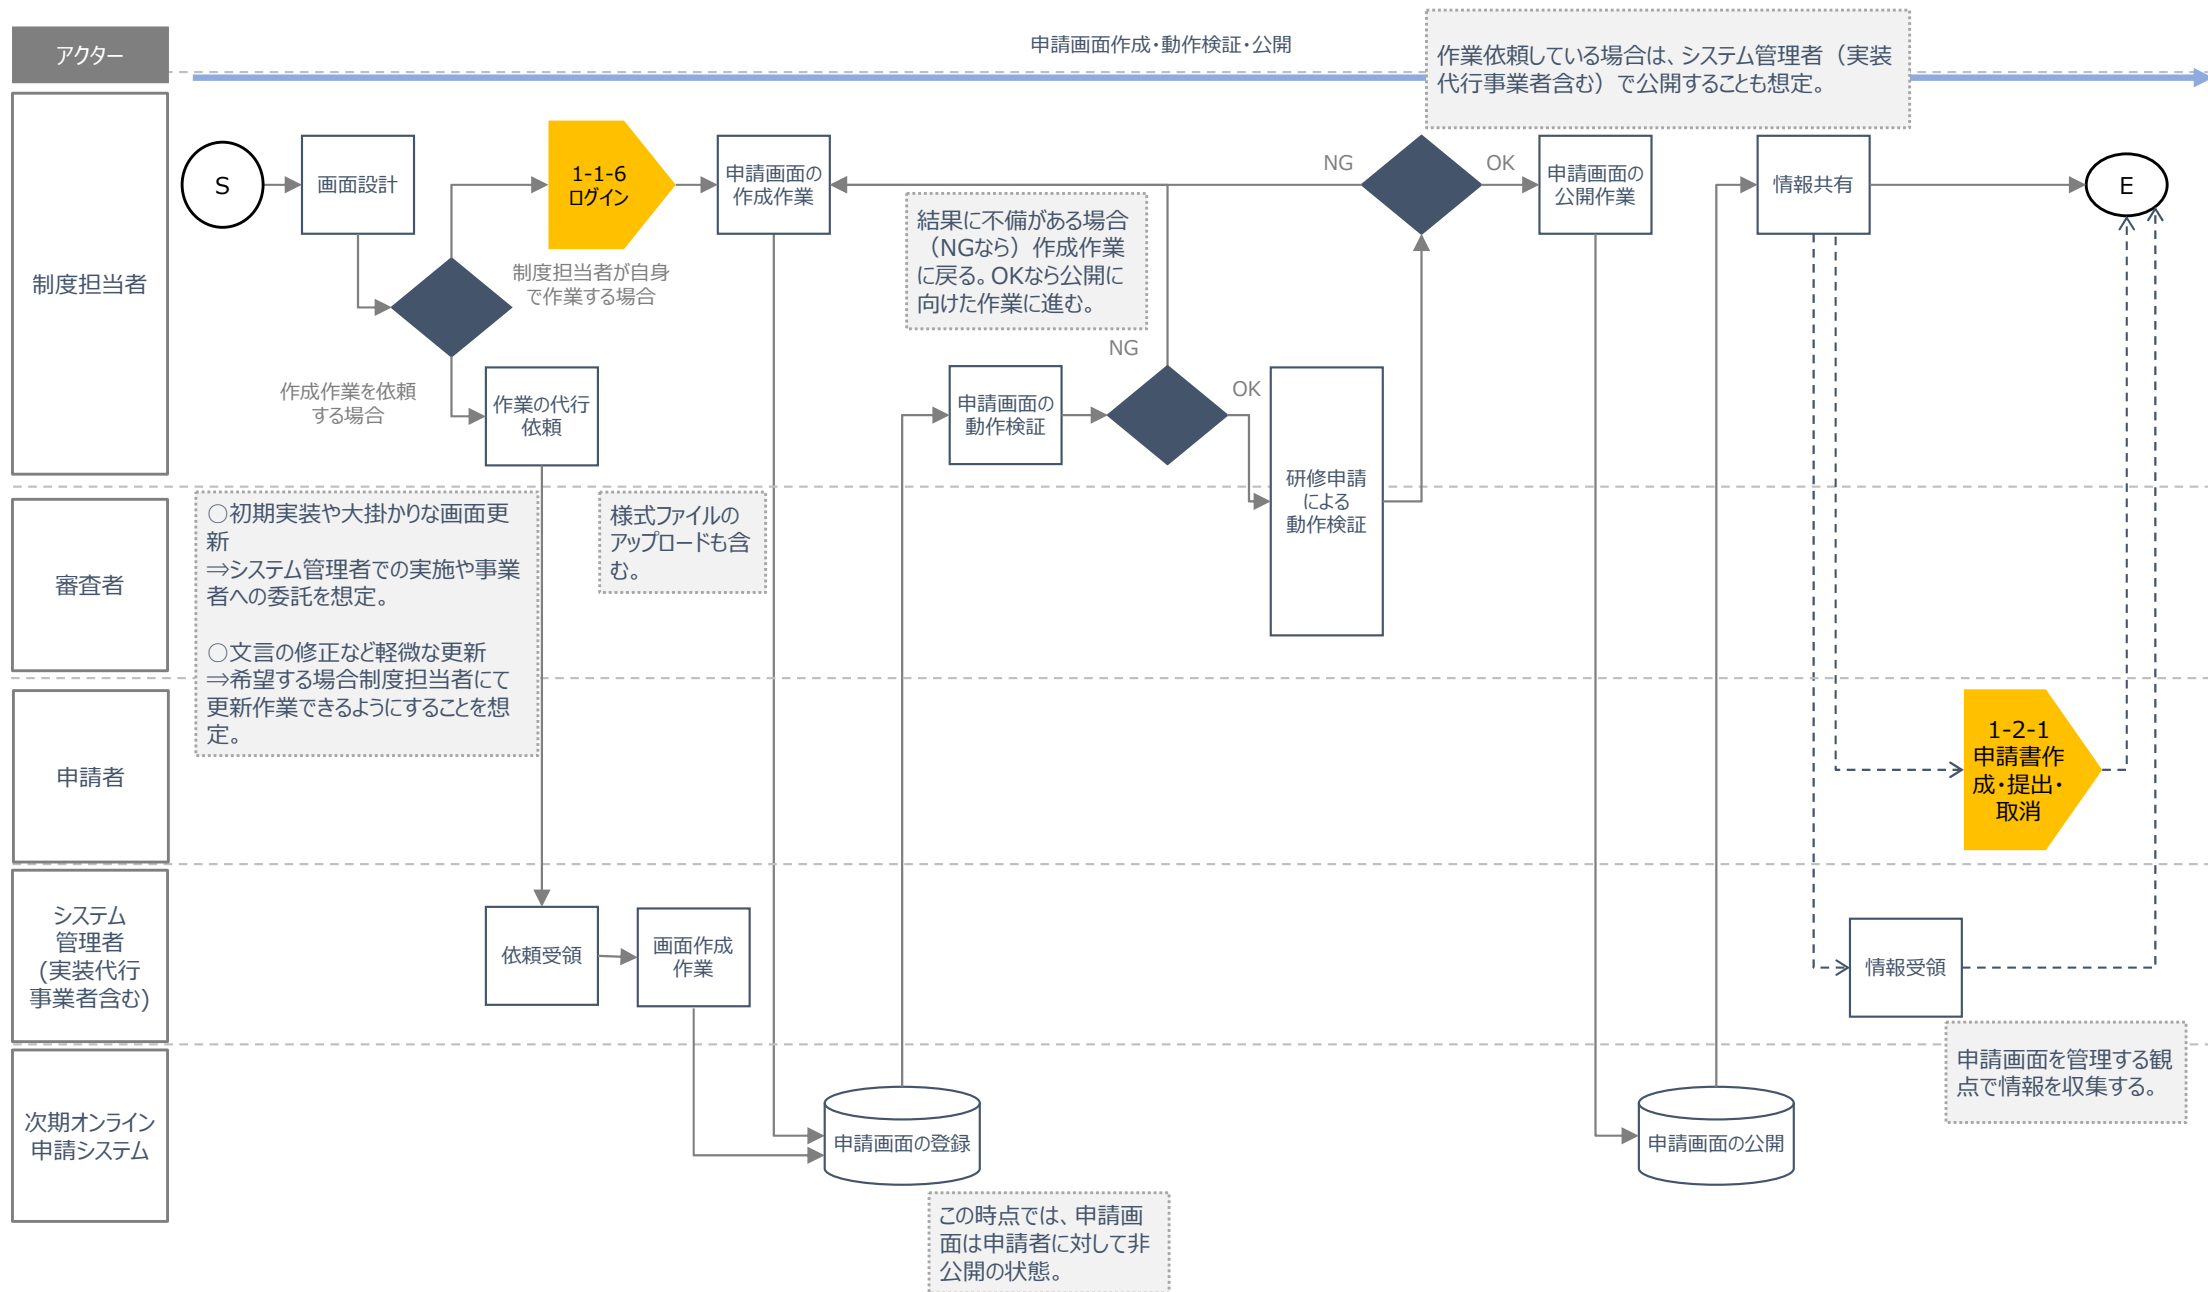 アクター
申請画面作成・動作検証・公開
作業依頼している場合は、システム管理者（実装
代行事業者含む）で公開することも想定。
制度担当者
S
画面設計
1-1-6
ログイン
申請画面の
作成作業
NG
OK
申請画面の
公開作業
情報共有
E
制度担当者が自身
で作業する場合
結果に不備がある場合
（NGなら）作成作業
に戻る。OKなら公開に
向けた作業に進む。
作成作業を依頼
する場合
作業の代行
依頼
申請画面の
動作検証
NG
OK
研修申請
による
動作検証
審査者
○初期実装や大掛かりな画面更
新
⇒システム管理者での実施や事業
者への委託を想定。
○文言の修正など軽微な更新
⇒希望する場合制度担当者にて
更新作業できるようにすることを想
定。
様式ファイルの
アップロードも含
む。
申請者
1-2-1
申請書作
成・提出・
取消
システム
管理者
(実装代行
事業者含む)
依頼受領
画面作成
作業
情報受領
申請画面を管理する観
点で情報を収集する。
次期オンライン
申請システム
申請画面の登録
申請画面の公開
この時点では、申請画
面は申請者に対して非
公開の状態。